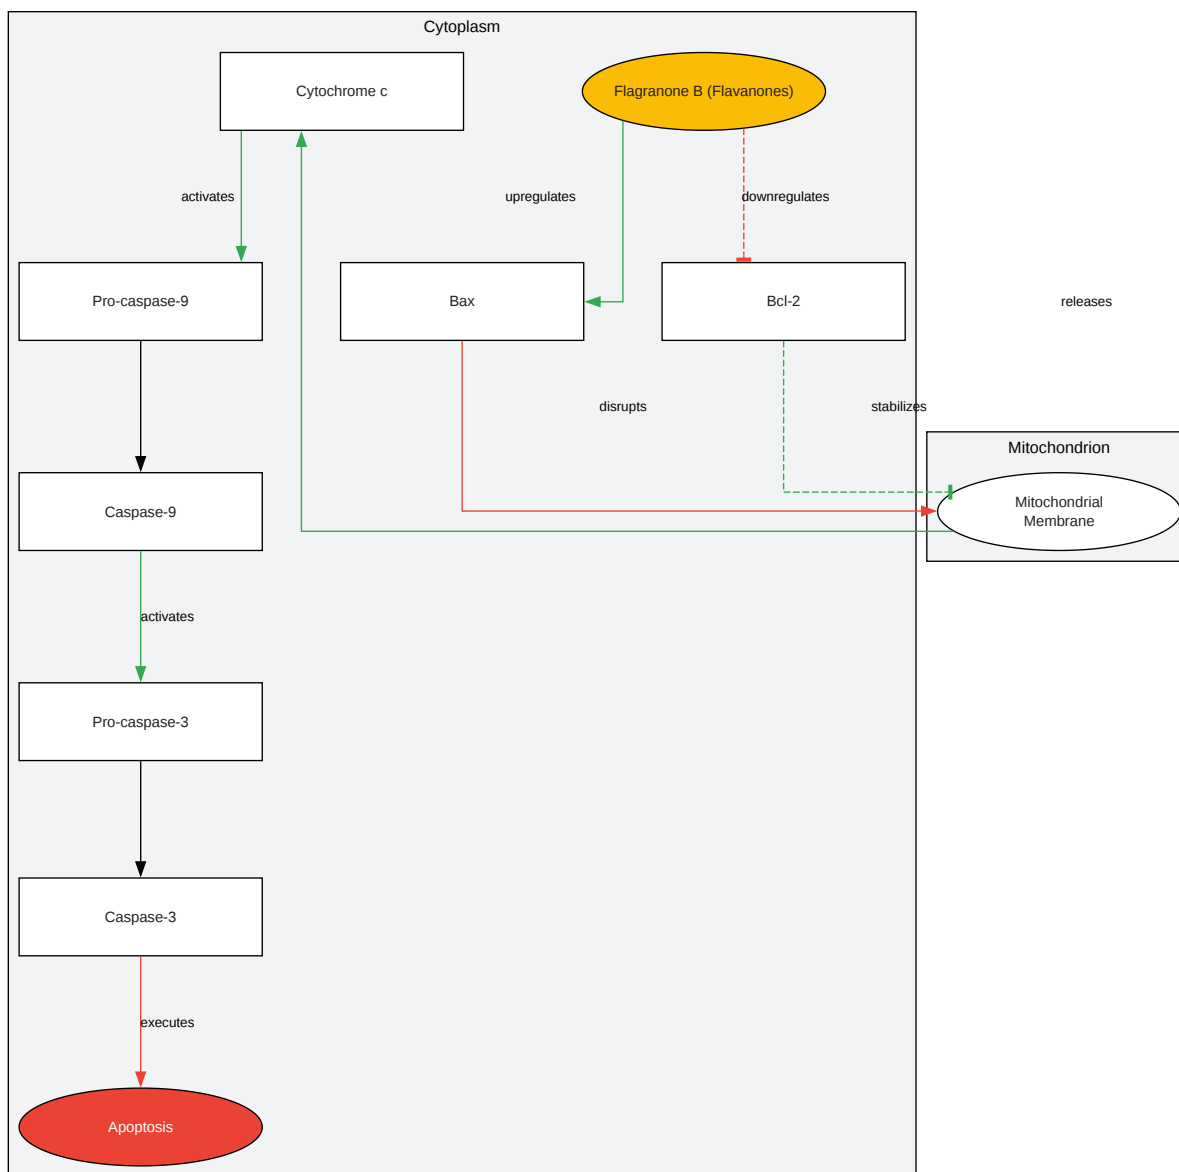 Cytoplasm
Cytochrome c
Flagranone B (Flavanones)
activates
upregulates
downregulates
Pro-caspase-9
Bax
Bcl-2
releases
disrupts
stabilizes
Mitochondrion
Caspase-9
Mitochondrial
Membrane
activates
Pro-caspase-3
Caspase-3
executes
Apoptosis